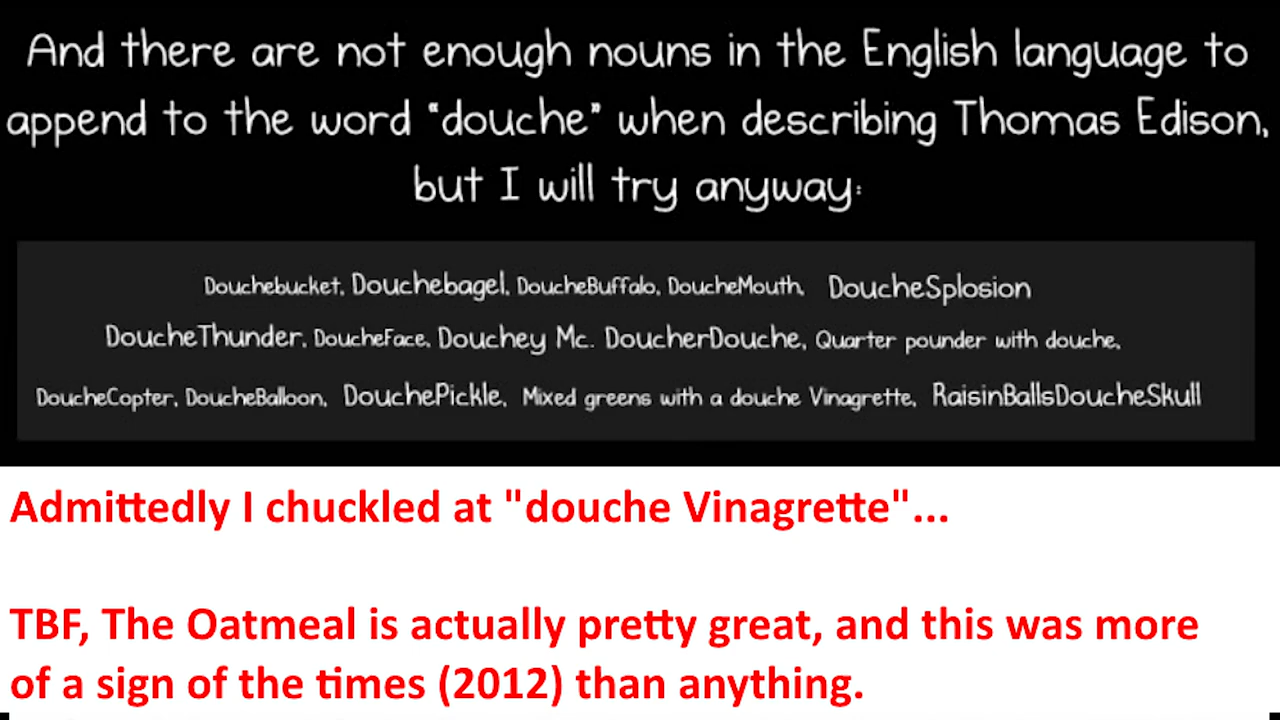 And there are not enough nouns in the English language to
append to the word "douche" when describing Thomas Edison,
but I will try anyway:
Douchebucket, Douchebagel, DoucheBuffalo, DoucheMouth, DoucheSplosion
DoucheThunder, DoucheFace, Douchey Mc. DoucherDouche, Quarter pounder with douche,
DoucheCopter, DoucheBalloon, DouchePickle, Mixed greens with a douche Vinagrette, RaisinBallsDoucheSkull
Admittedly I chuckled at "douche Vinagrette"...
TBF, The Oatmeal is actually pretty great, and this was more
of a sign of the times (2012) than anything.